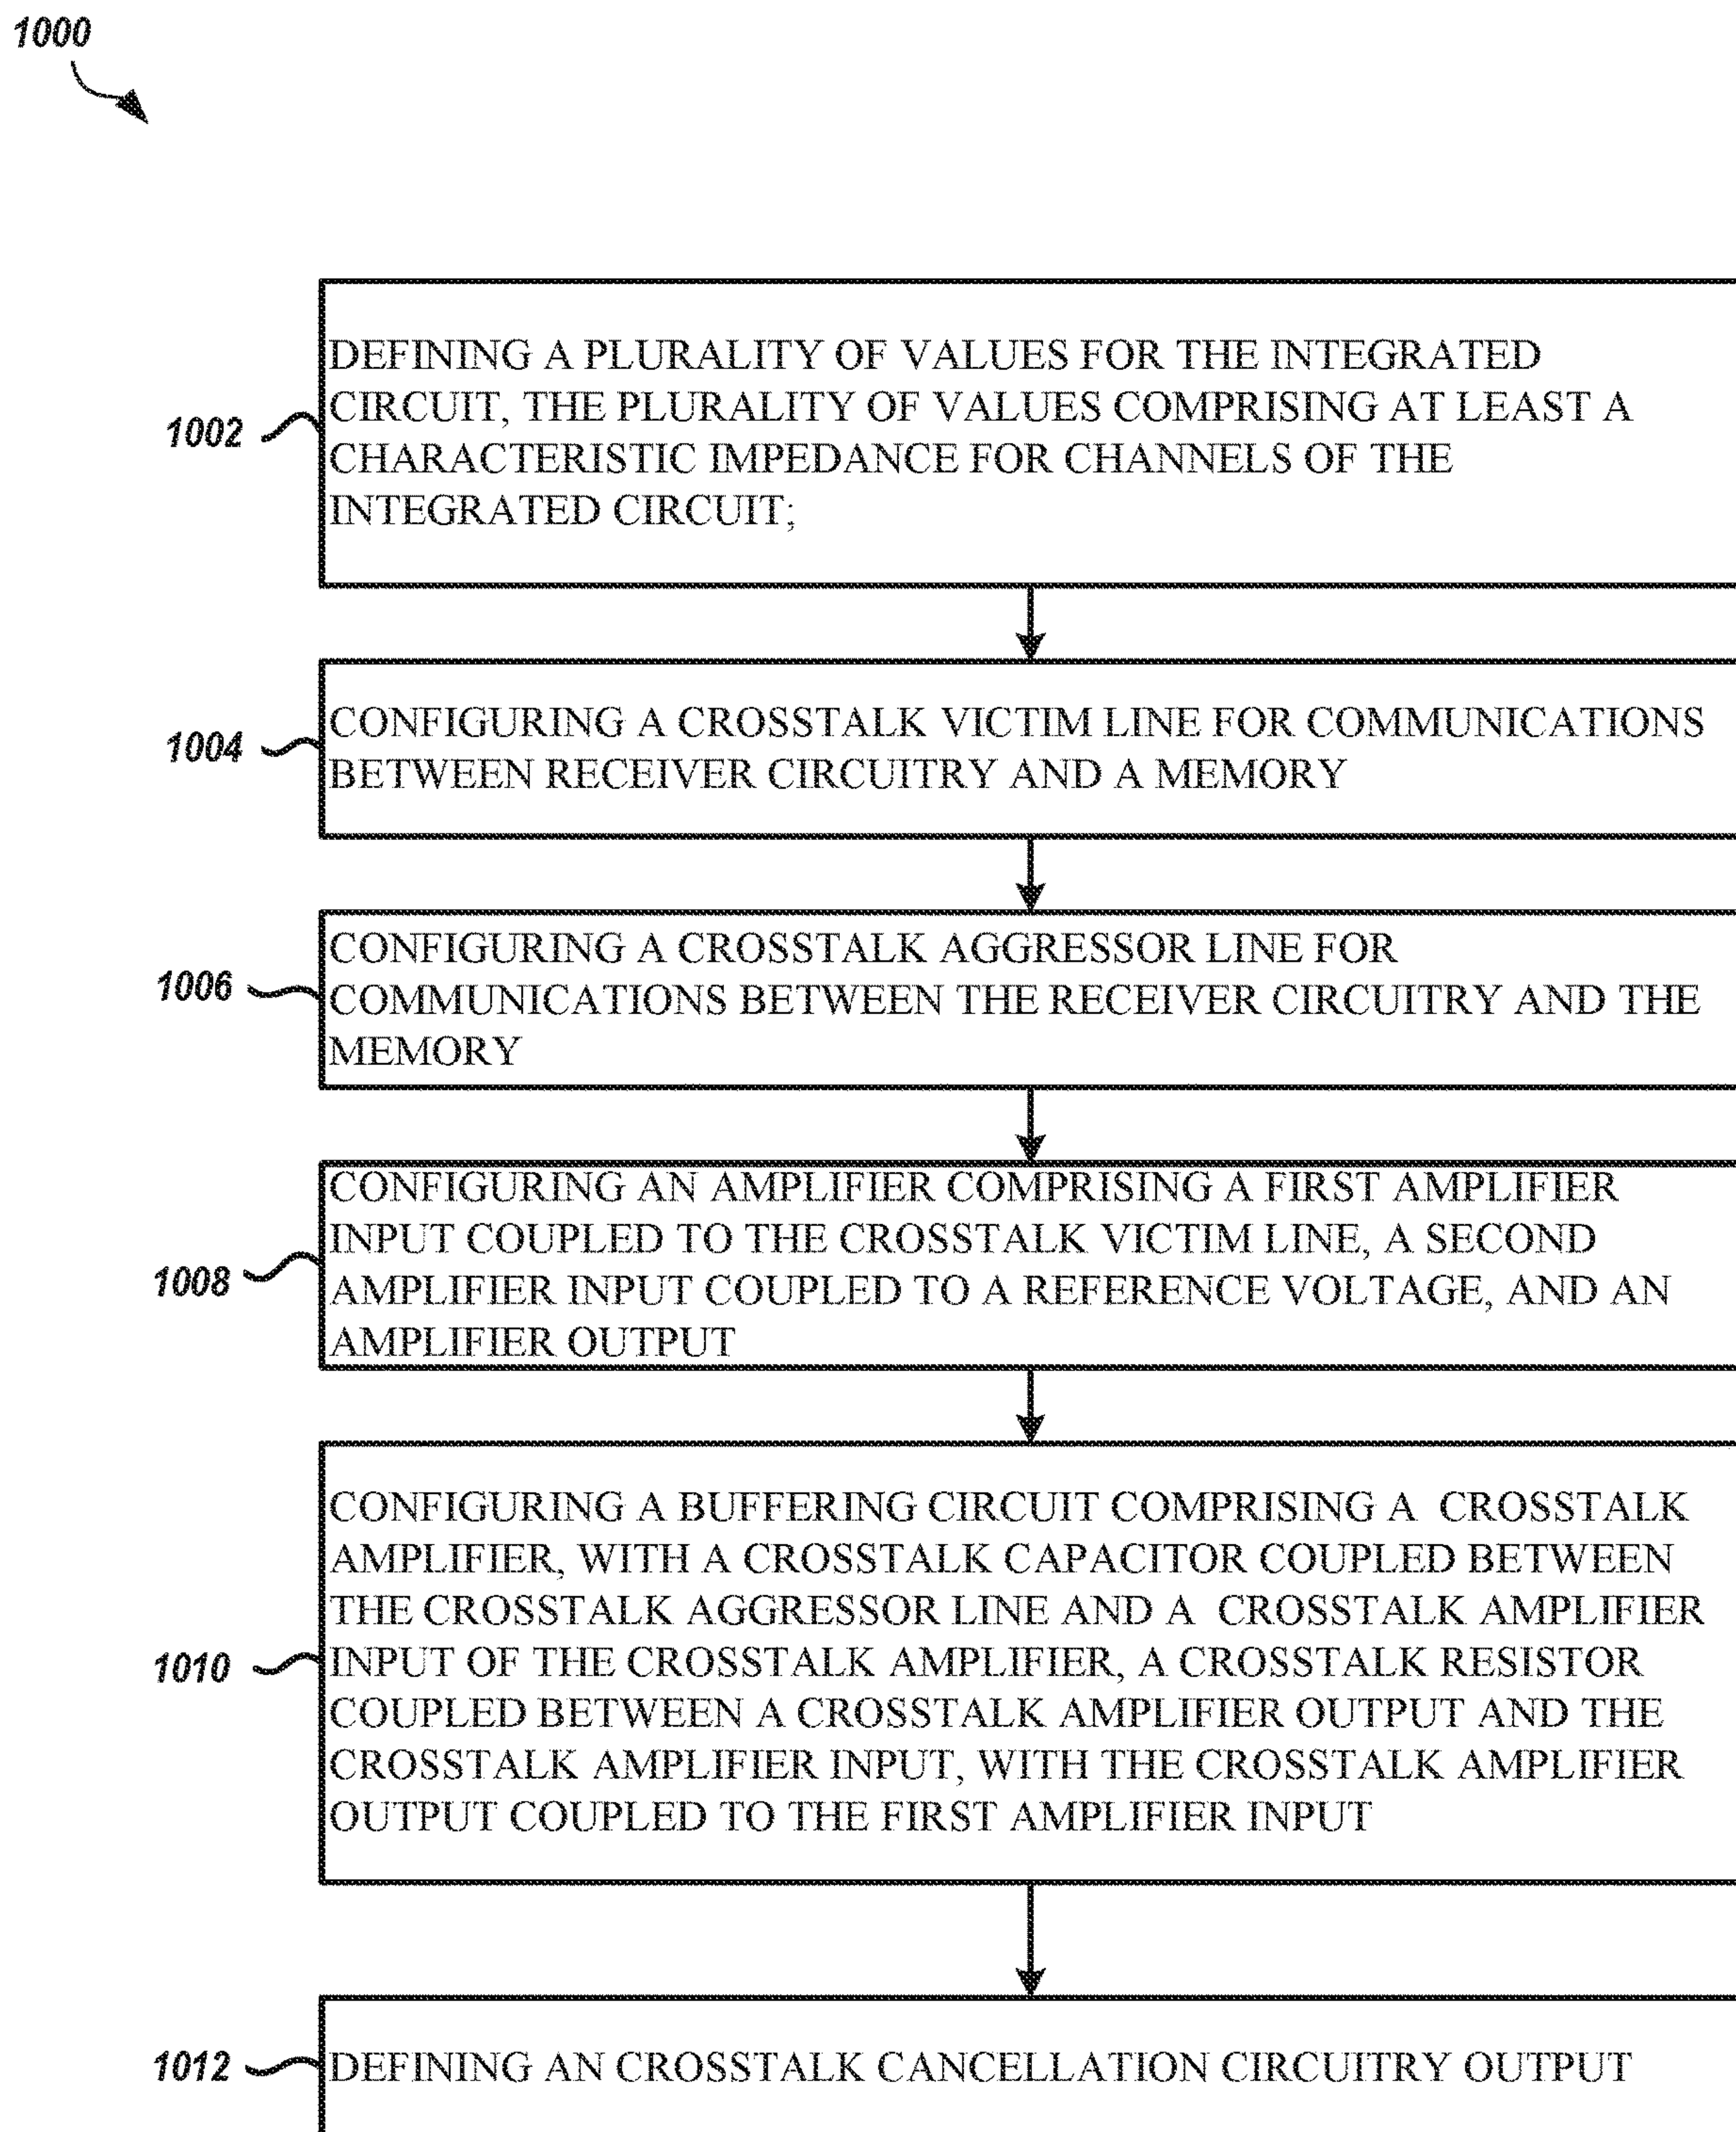 1000
DEFINING A PLURALITY OF VALUES FOR THE INTEGRATED
CIRCUIT, THE PLURALITY OF VALUES COMPRISING AT LEAST A
1002
CHARACTERISTIC IMPEDANCE FOR CHANNELS OF THE
INTEGRATED CIRCUIT;
CONFIGURING A CROSSTALK VICTIM LINE FOR COMMUNICATIONS
1004
BETWEEN RECEIVER CIRCUITRY AND A MEMORY
CONFIGURING A CROSSTALK AGGRESSOR LINE FOR
1006
COMMUNICATIONS BETWEEN THE RECEIVER CIRCUITRY AND THE
MEMORY
CONFIGURING AN AMPLIFIER COMPRISING A FIRST AMPLIFIER
INPUT COUPLED TO THE CROSSTALK VICTIM LINE, A SECOND
1008
AMPLIFIER INPUT COUPLED TO A REFERENCE VOLTAGE, AND AN
AMPLIFIER OUTPUT
CONFIGURING A BUFFERING CIRCUIT COMPRISING A CROSSTALK
AMPLIFIER, WITH A CROSSTALK CAPACITOR COUPLED BETWEEN
THE CROSSTALK AGGRESSOR LINE AND A CROSSTALK AMPLIFIER
1010
INPUT OF THE CROSSTALK AMPLIFIER, A CROSSTALK RESISTOR
COUPLED BETWEEN A CROSSTALK AMPLIFIER OUTPUT AND THE
CROSSTALK AMPLIFIER INPUT, WITH THE CROSSTALK AMPLIFIER
OUTPUT COUPLED TO THE FIRST AMPLIFIER INPUT
1012
DEFINING AN CROSSTALK CANCELLATION CIRCUITRY OUTPUT